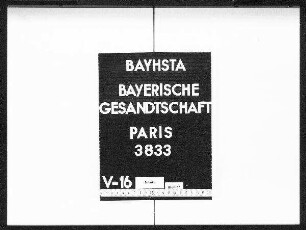 BAYHSTA
BAYERISCHE
GESANDTSCHAFT
PARIS
3833
V-16